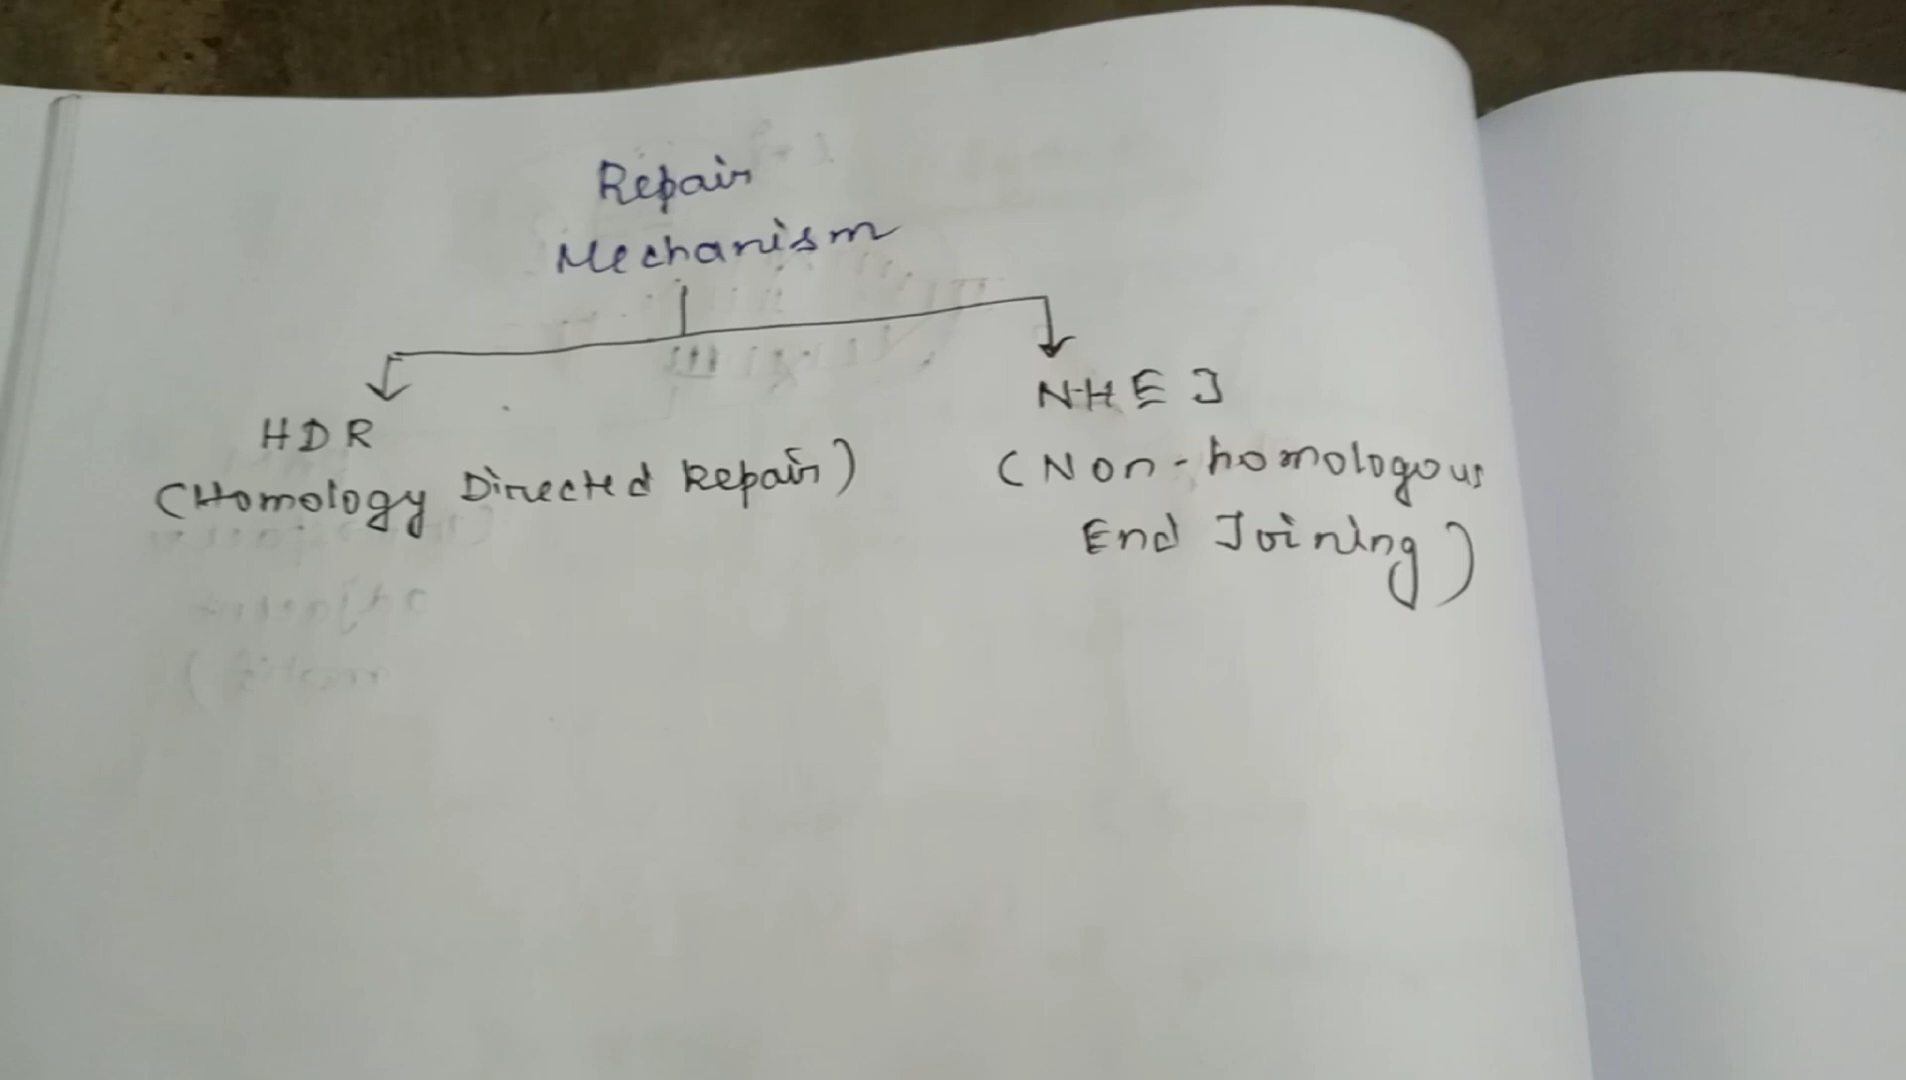 Repair
Mechanism
HDR
(Homology Directed Repair)
NHEJ
(Non-homologous
End Joining)